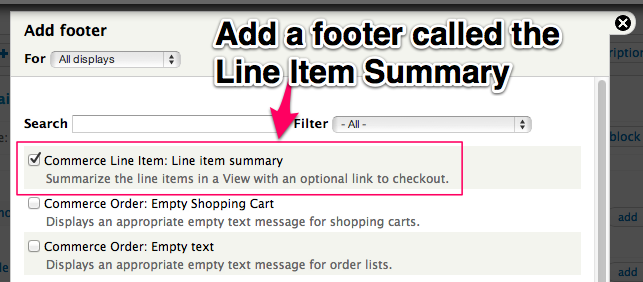 Add footer
For All displays
Add a footer called the
Line Item Summary
Search
Filter - All -
Commerce Line Item: Line item summary
Summarize the line items in a View with an optional link to checkout.
Commerce Order: Empty Shopping Cart
Displays an appropriate empty text message for shopping carts.
Commerce Order: Empty text
Displays an appropriate empty text message for order lists.
block
add
add